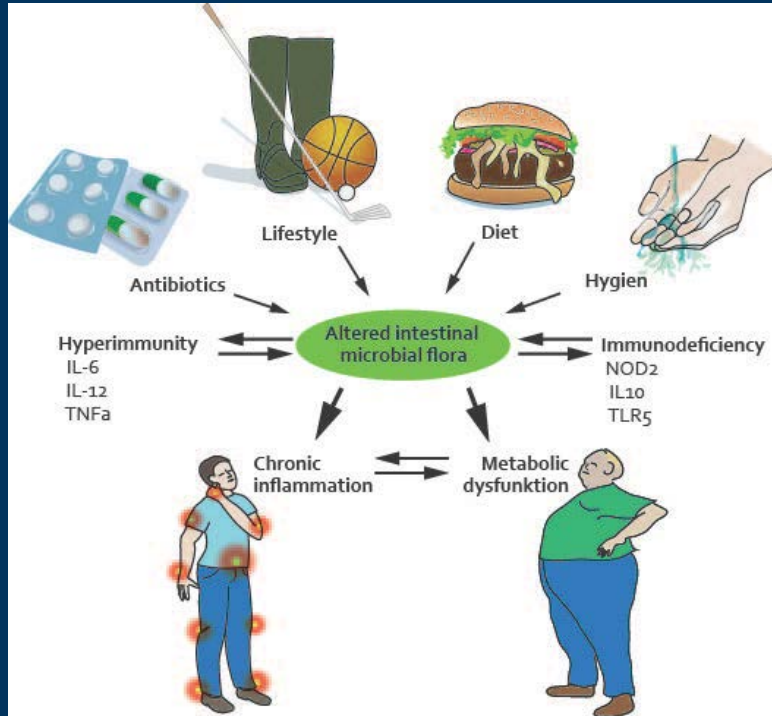 Lifestyle
Diet
Antibiotics
Hygien
Altered intestinal
microbial flora
Hyperimmunity
IL-6
IL-12
TNFa
Immunodeficiency
NOD2
IL10
TLR5
Chronic
inflammation
Metabolic
dysfunktion